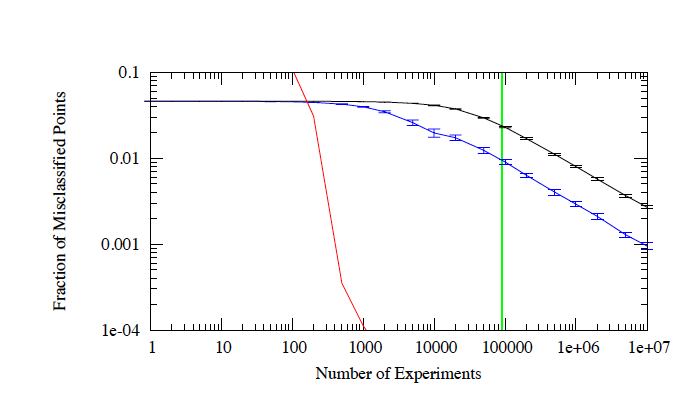 0.1
0.01
0.001
1e-04
Fraction of Misclassified Points
1 10 100 1000 10000 100000 1e+06 1e+07
Number of Experiments